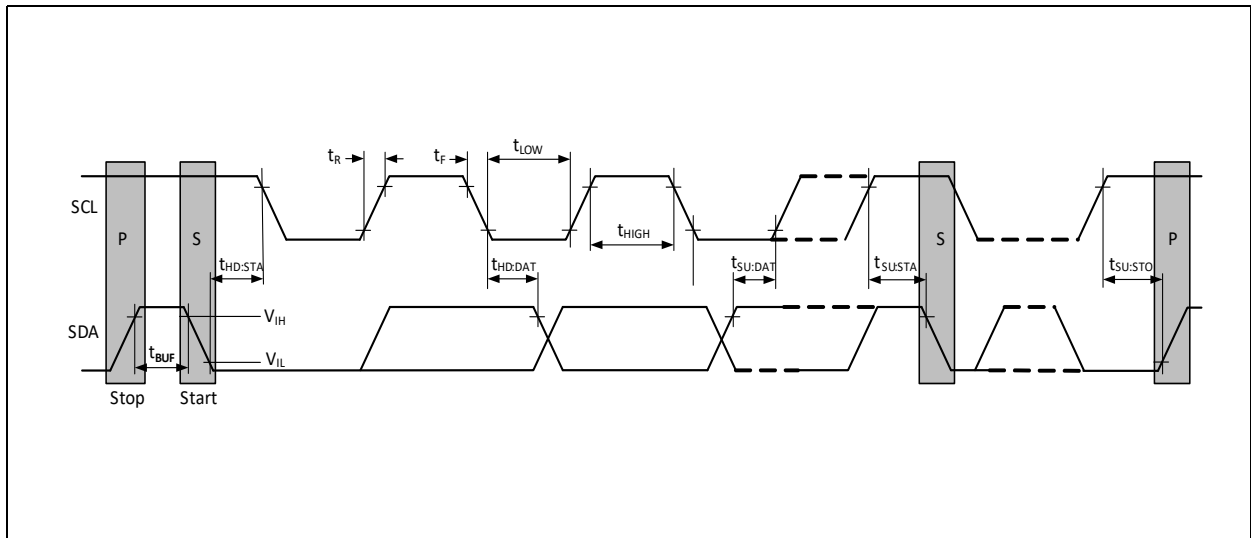 tR
tF
tLOW
SCL
P
S
tHIGH
S
P
tHD:STA
tHD:DAT
tSU:DAT
tSU:STA
tSU:STO
VIH
SDA
tBUF
VIL
Stop
Start